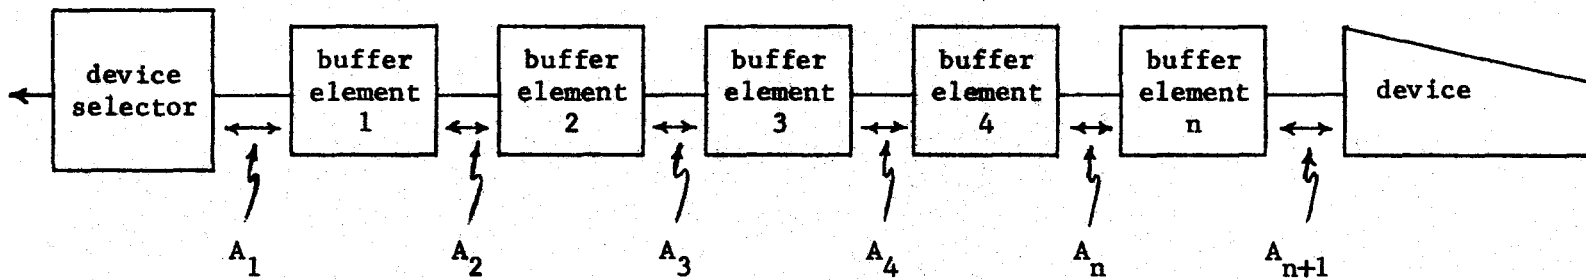 device
selector
buffer
element
1
buffer
element
2
buffer
element
3
buffer
element
4
buffer
element
n
device
A1
A2
A3
A4
An
An+1